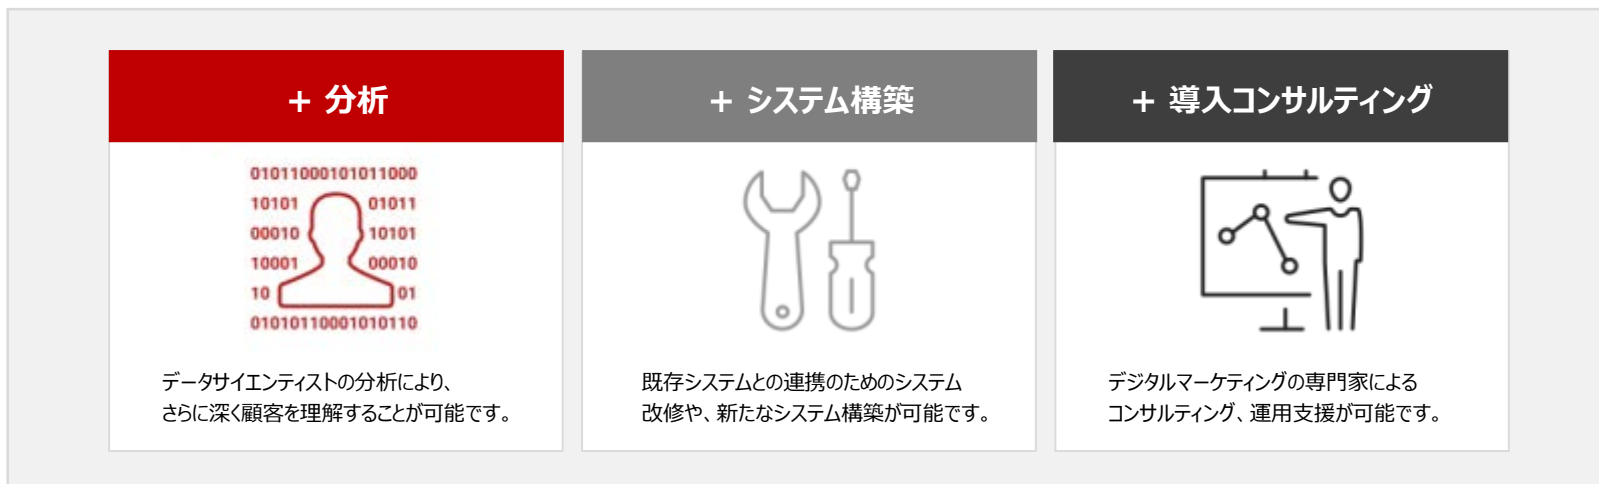 + 分析
01011000101011000
10101 01011
00010 10101
10001 00010
10 01
01010110001010110
データサイエンティストの分析により、
さらに深く顧客を理解することが可能です。
+ システム構築
既存システムとの連携のためのシステム
改修や、新たなシステム構築が可能です。
+ 導入コンサルティング
デジタルマーケティングの専門家による
コンサルティング、運用支援が可能です。